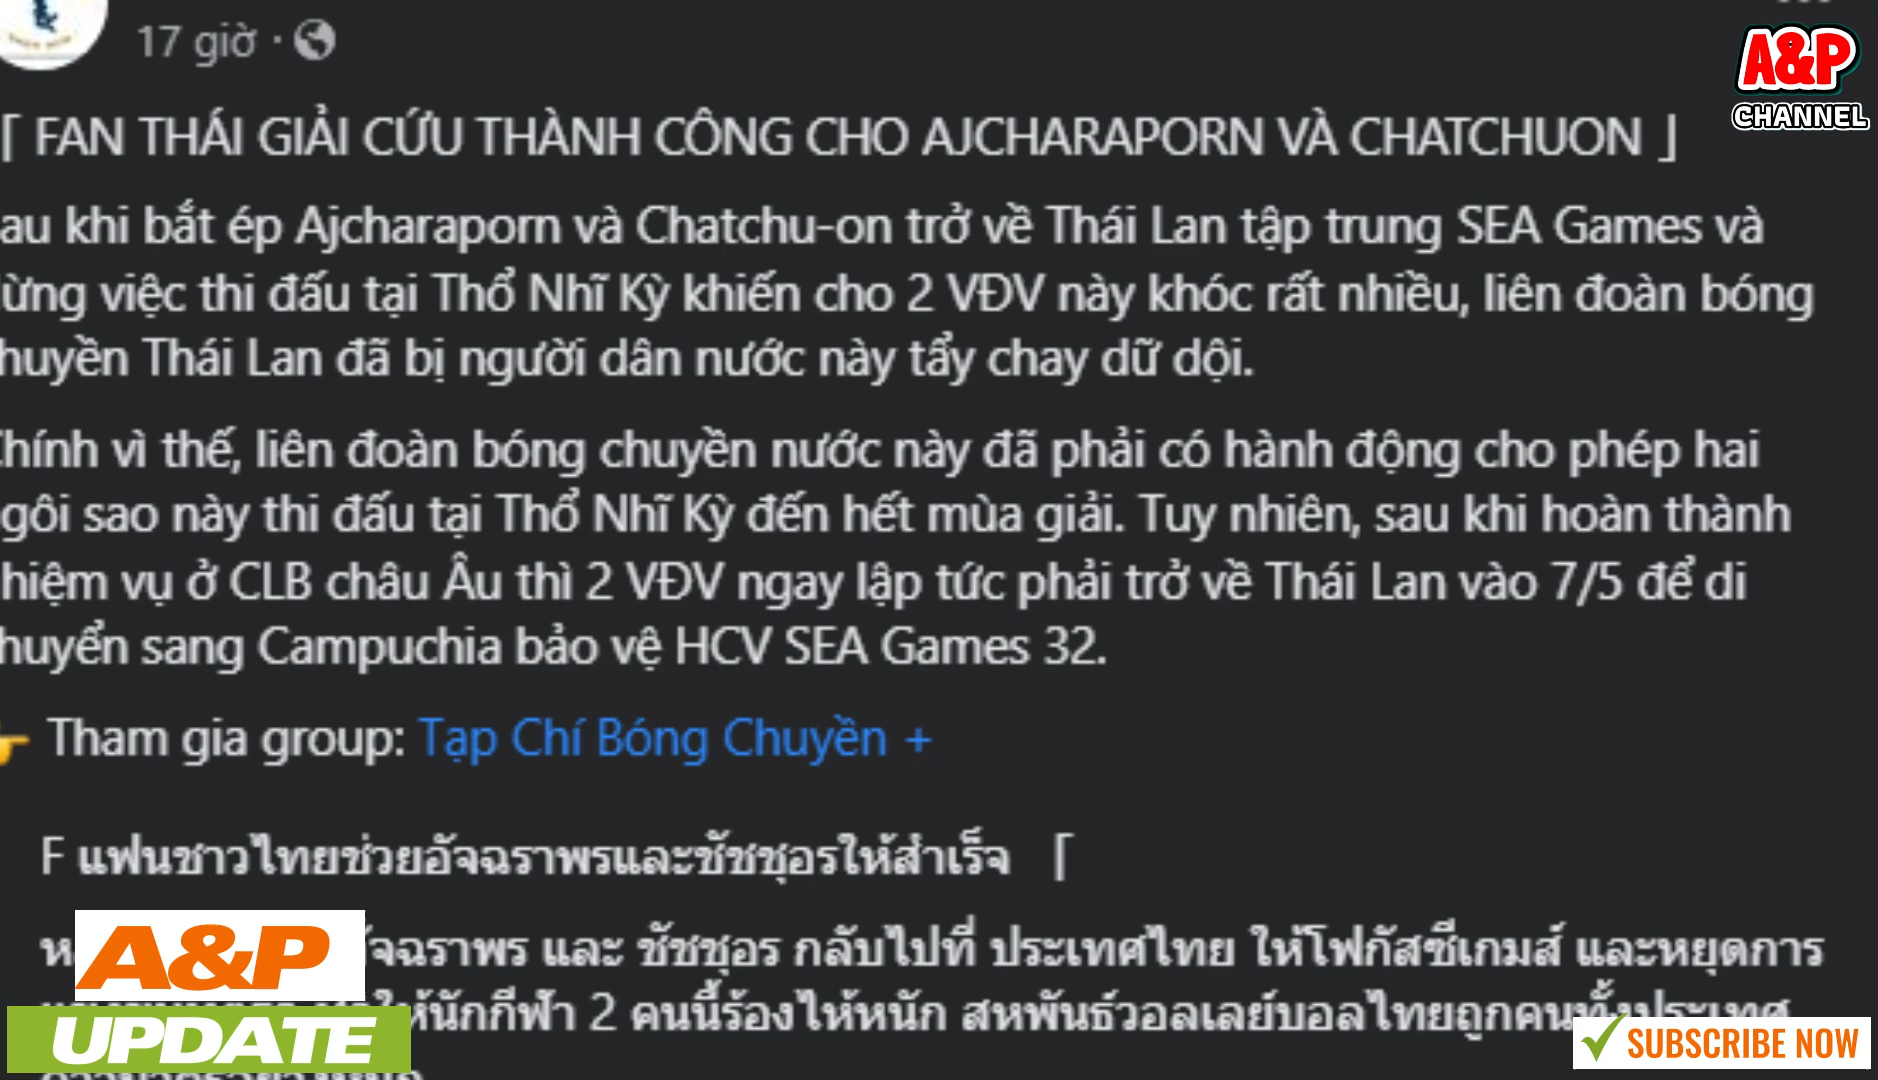 17 giờ ·
A&P
CHANNEL
⌈ FAN THÁI GIẢI CỨU THÀNH CÔNG CHO AJCHARAPORN VÀ CHATCHUON ⌋
au khi bắt ép Ajcharaporn và Chatchu-on trở về Thái Lan tập trung SEA Games và
ừng việc thi đấu tại Thổ Nhĩ Kỳ khiến cho 2 VĐV này khóc rất nhiều, liên đoàn bóng
huyền Thái Lan đã bị người dân nước này tẩy chay dữ dội.
hính vì thế, liên đoàn bóng chuyền nước này đã phải có hành động cho phép hai
gôi sao này thi đấu tại Thổ Nhĩ Kỳ đến hết mùa giải. Tuy nhiên, sau khi hoàn thành
hiệm vụ ở CLB châu Âu thì 2 VĐV ngay lập tức phải trở về Thái Lan vào 7/5 để di
huyển sang Campuchia bảo vệ HCV SEA Games 32.
👉 Tham gia group: Tạp Chí Bóng Chuyền +
F แฟนชาวไทยช่วยอัจฉราพรและชัชชุอรให้สำเร็จ ⌈
ัจฉราพร และ ชัชชุอร กลับไปที่ ประเทศไทย ให้โฟกัสซีเกมส์ และหยุดการ
ให้นักกีฬา 2 คนนี้ร้องไห้หนัก สหพันธ์วอลเลย์บอลไทยถูกคนทั้งประเทศ
A&P
UPDATE
SUBSCRIBE NOW